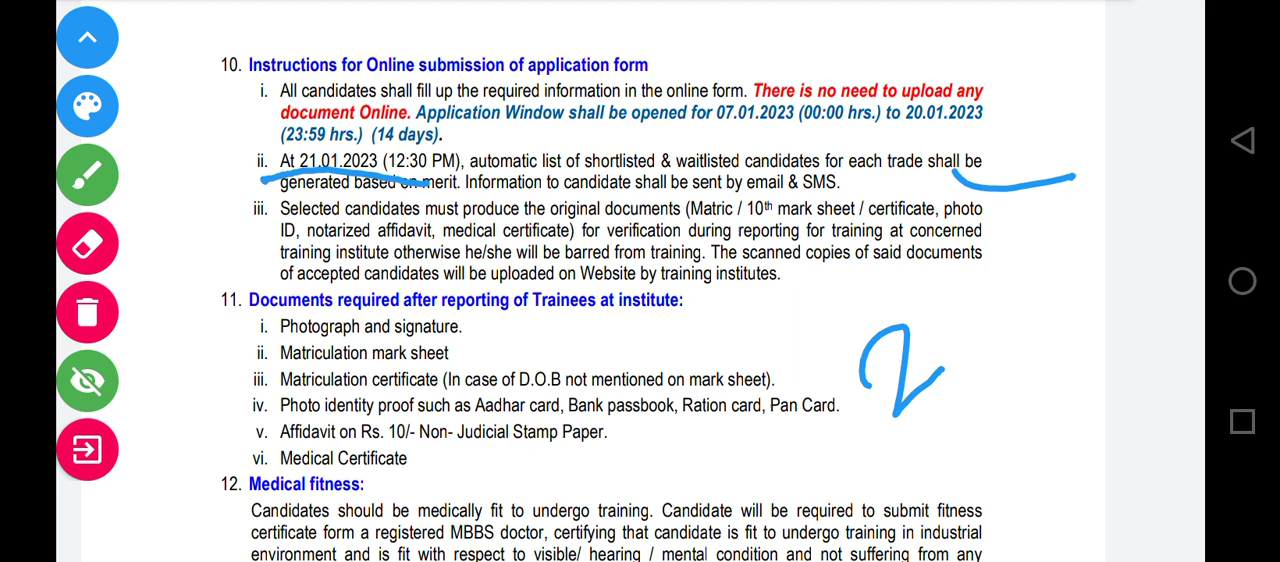 10. Instructions for Online submission of application form
i. All candidates shall fill up the required information in the online form. There is no need to upload any
document Online. Application Window shall be opened for 07.01.2023 (00:00 hrs.) to 20.01.2023
(23:59 hrs.) (14 days).
ii. At 21.01.2023 (12:30 PM), automatic list of shortlisted & waitlisted candidates for each trade shall be
generated based on merit. Information to candidate shall be sent by email & SMS.
iii. Selected candidates must produce the original documents (Matric / 10th mark sheet / certificate, photo
ID, notarized affidavit, medical certificate) for verification during reporting for training at concerned
training institute otherwise he/she will be barred from training. The scanned copies of said documents
of accepted candidates will be uploaded on Website by training institutes.
11. Documents required after reporting of Trainees at institute:
i. Photograph and signature.
ii. Matriculation mark sheet
iii. Matriculation certificate (In case of D.O.B not mentioned on mark sheet).
iv. Photo identity proof such as Aadhar card, Bank passbook, Ration card, Pan Card.
v. Affidavit on Rs. 10/- Non- Judicial Stamp Paper.
vi. Medical Certificate
12. Medical fitness:
Candidates should be medically fit to undergo training. Candidate will be required to submit fitness
certificate form a registered MBBS doctor, certifying that candidate is fit to undergo training in industrial
environment and is fit with respect to visible/ hearing / mental condition and not suffering from any